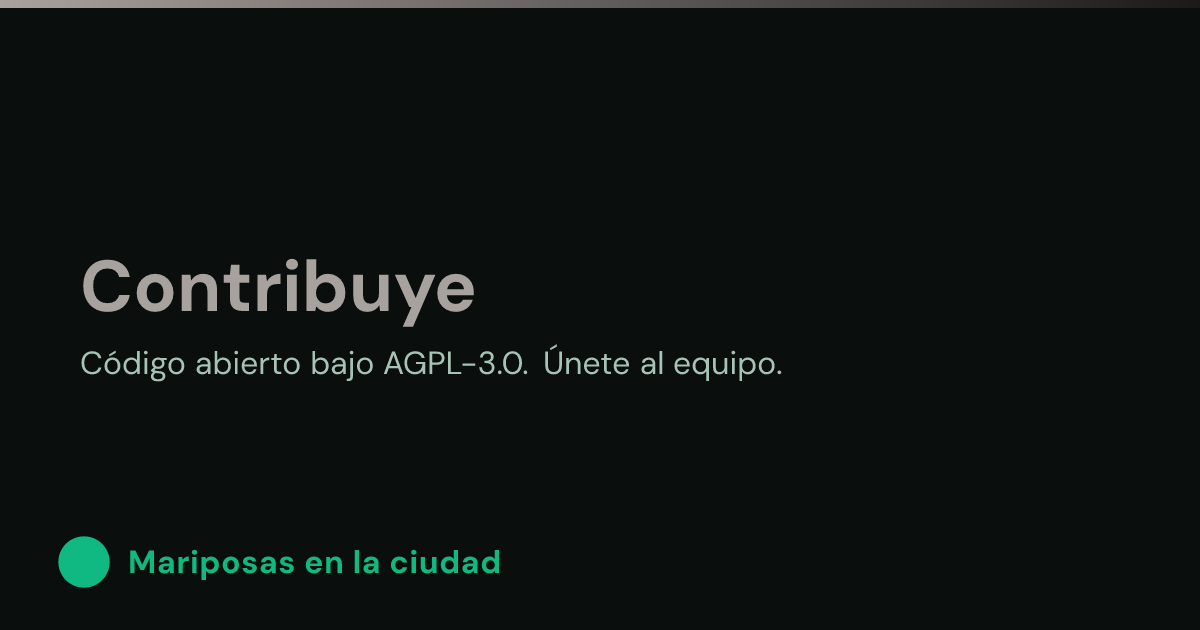 Contribuye
Código abierto bajo AGPL-3.0. Únete al equipo.
Mariposas en la ciudad